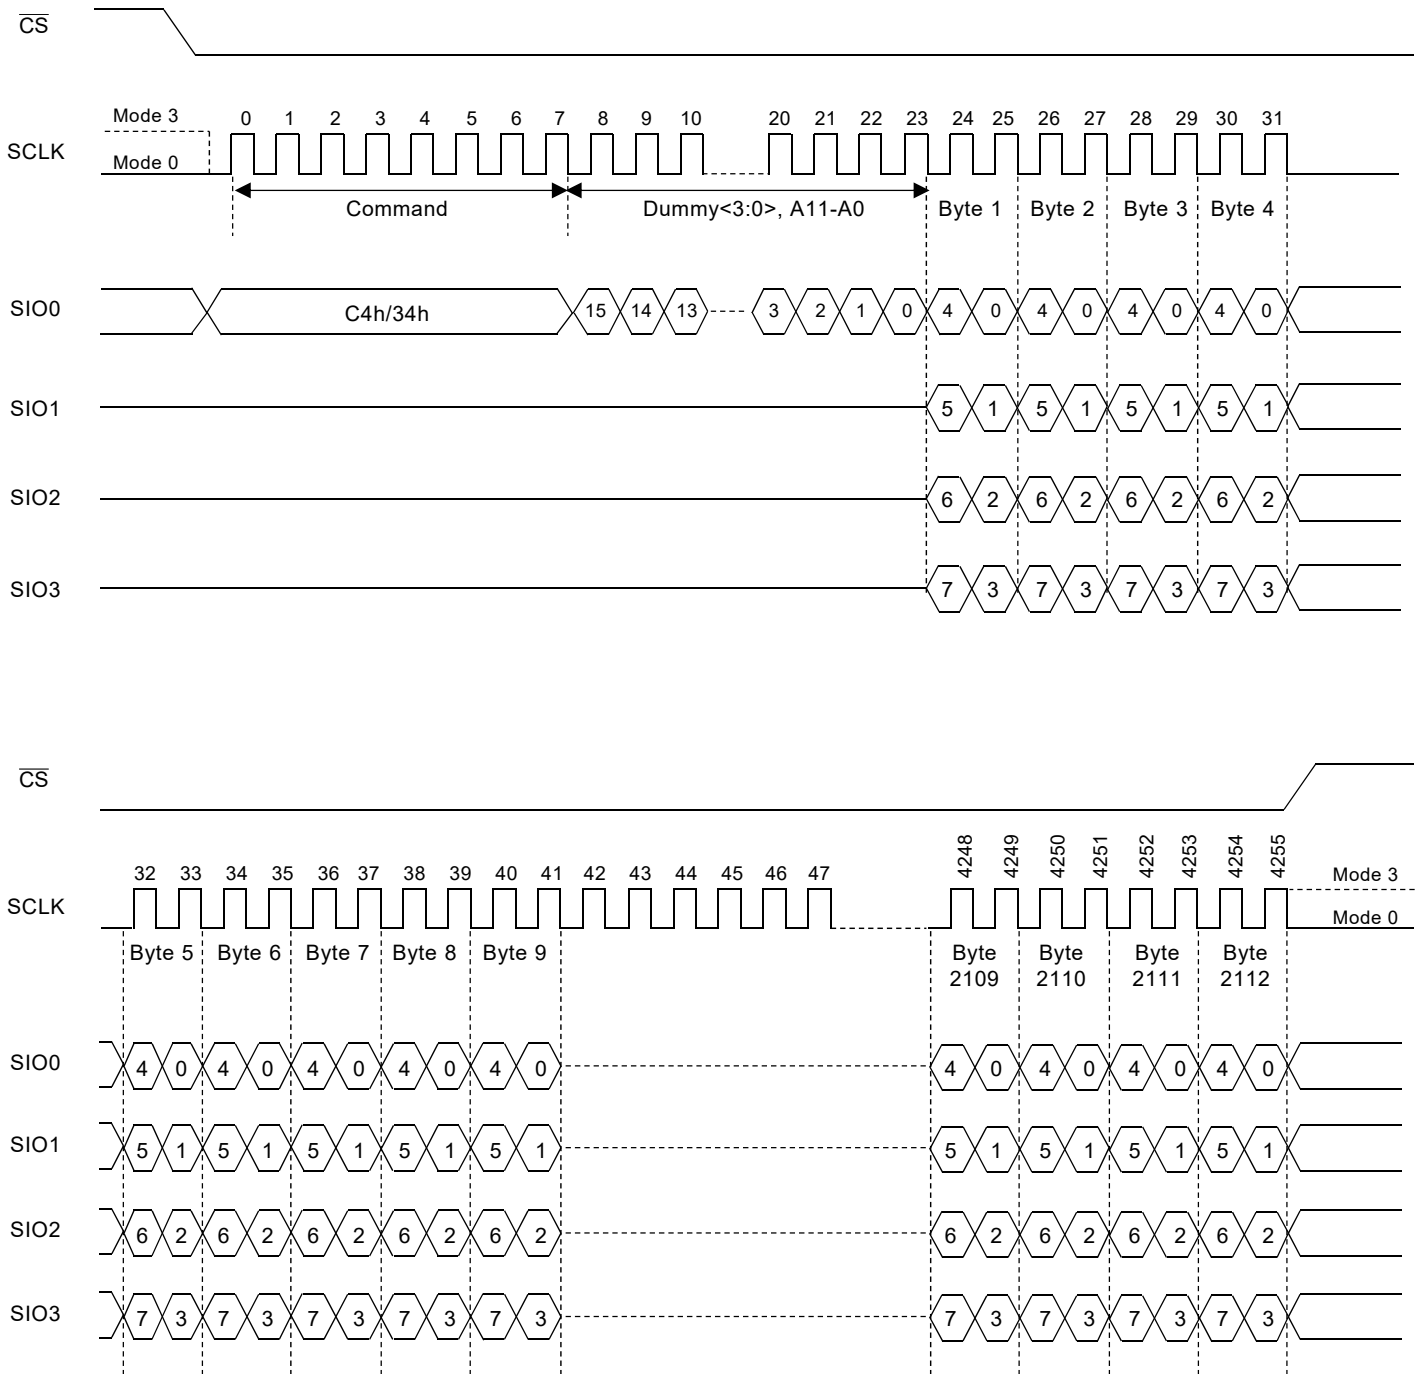 CS
Mode 3
0 1 2 3 4 5 6 7 8 9 10 20 21 22 23 24 25 26 27 28 29 30 31
SCLK
Mode 0
Command Dummy<3:0>, A11-A0 Byte 1 Byte 2 Byte 3 Byte 4
SIO0 C4h/34h 15 14 13 3 2 1 0 4 0 4 0 4 0 4 0
SIO1 5 1 5 1 5 1 5 1
SIO2 6 2 6 2 6 2 6 2
SIO3 7 3 7 3 7 3 7 3
CS
4248 4249 4250 4251 4252 4253 4254 4255
32 33 34 35 36 37 38 39 40 41 42 43 44 45 46 47 Mode 3
SCLK
Mode 0
Byte 5 Byte 6 Byte 7 Byte 8 Byte 9 Byte Byte Byte Byte
2109 2110 2111 2112
SIO0 4 0 4 0 4 0 4 0 4 0 4 0 4 0 4 0 4 0
SIO1 5 1 5 1 5 1 5 1 5 1 5 1 5 1 5 1 5 1
SIO2 6 2 6 2 6 2 6 2 6 2 6 2 6 2 6 2 6 2
SIO3 7 3 7 3 7 3 7 3 7 3 7 3 7 3 7 3 7 3